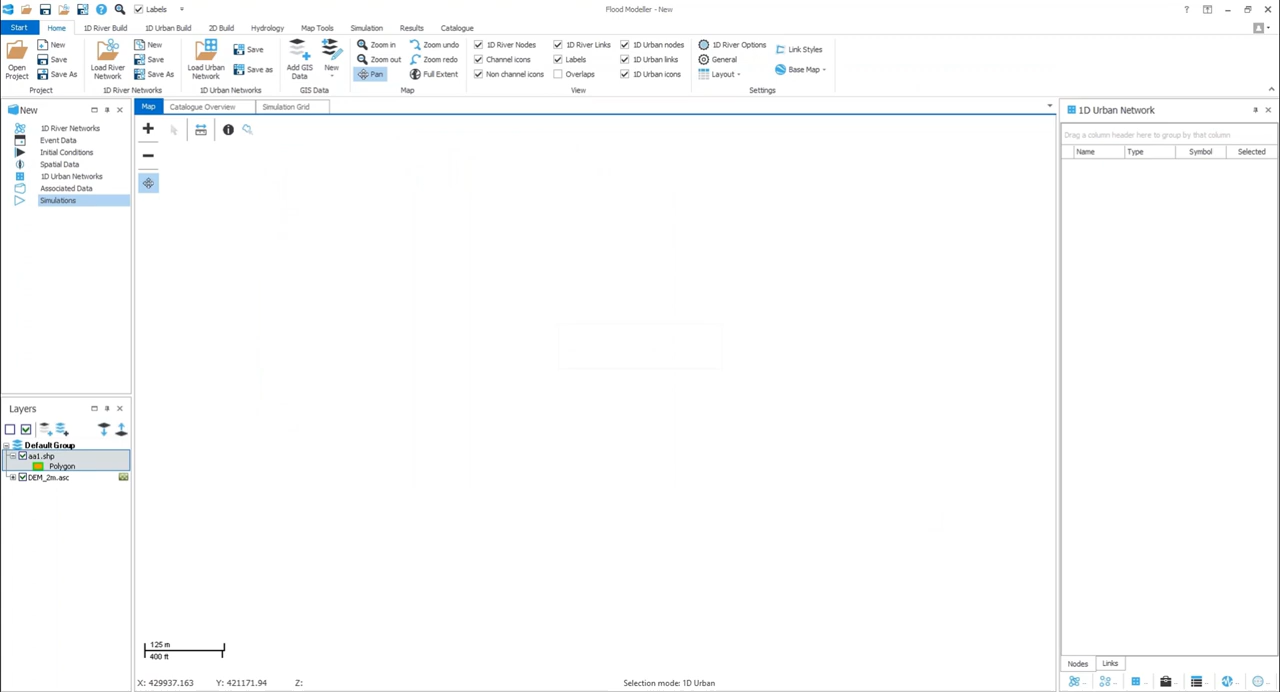 Labels
Flood Modeller - New
Start Home 1D River Build 1D Urban Build 2D Build Hydrology Map Tools Simulation Results Catalogue
Open Project
New
Save
Save As
Project
Load River Network
New
Save
Save As
1D River Networks
Load Urban Network
Save
Save as
1D Urban Networks
Add GIS Data
New
GIS Data
Zoom in
Zoom out
Pan
Zoom undo
Zoom redo
Full Extent
Map
1D River Nodes
Channel icons
Non channel icons
1D River Links
Labels
Overlaps
1D Urban nodes
1D Urban links
1D Urban icons
View
1D River Options
General
Layout
Link Styles
Base Map
Settings
New
1D River Networks
Event Data
Initial Conditions
Spatial Data
1D Urban Networks
Associated Data
Simulations
Layers
Default Group
aa1.shp
Polygon
DEM_2m.asc
Map Catalogue Overview Simulation Grid
125 m
400 ft
X: 429937.163 Y: 421171.94 Z: Selection mode: 1D Urban
1D Urban Network
Drag a column header here to group by that column
Name Type Symbol Selected
Nodes Links